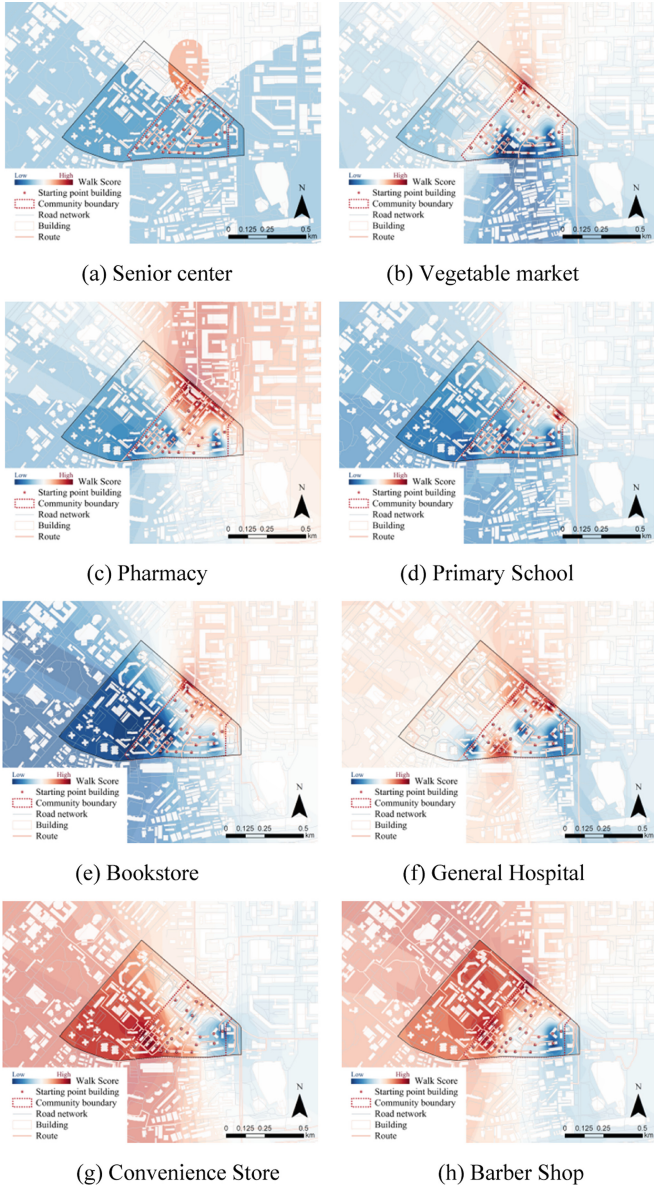 Low High Walk Score
Starting point building
Community boundary
Road network
Building
Route
N
0 0.125 0.25 0.5
km
Low High Walk Score
Starting point building
Community boundary
Road network
Building
Route
N
0 0.125 0.25 0.5
km
(a) Senior center (b) Vegetable market
Low High Walk Score
Starting point building
Community boundary
Road network
Building
Route
N
0 0.125 0.25 0.5
km
Low High Walk Score
Starting point building
Community boundary
Road network
Building
Route
N
0 0.125 0.25 0.5
km
(c) Pharmacy (d) Primary School
Low High Walk Score
Starting point building
Community boundary
Road network
Building
Route
N
0 0.125 0.25 0.5
km
Low High Walk Score
Starting point building
Community boundary
Road network
Building
Route
N
0 0.125 0.25 0.5
km
(e) Bookstore (f) General Hospital
Low High Walk Score
Starting point building
Community boundary
Road network
Building
Route
N
0 0.125 0.25 0.5
km
Low High Walk Score
Starting point building
Community boundary
Road network
Building
Route
N
0 0.125 0.25 0.5
km
(g) Convenience Store (h) Barber Shop